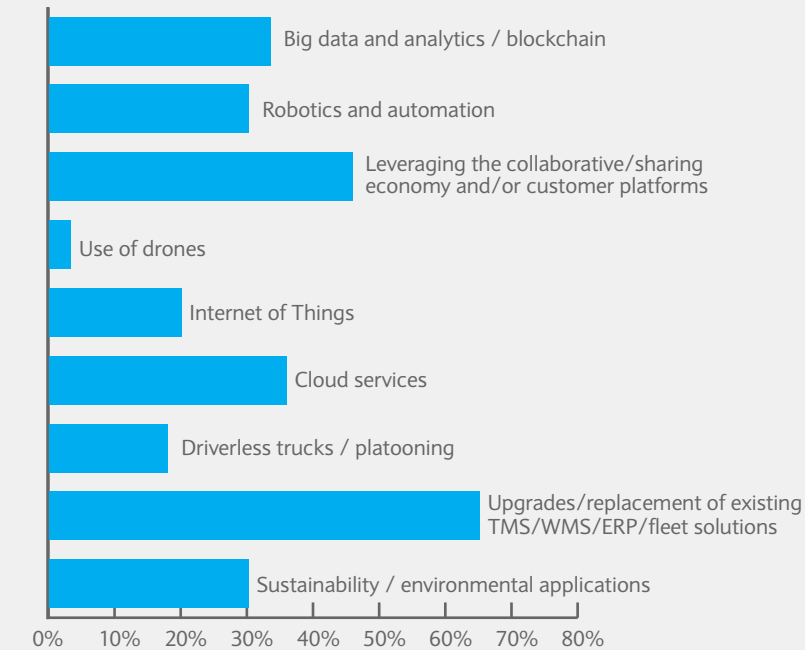 Big data and analytics / blockchain
Robotics and automation
Leveraging the collaborative/sharing
economy and/or customer platforms
Use of drones
Internet of Things
Cloud services
Driverless trucks / platooning
Upgrades/replacement of existing
TMS/WMS/ERP/fleet solutions
Sustainability / environmental applications
0% 10% 20% 30% 40% 50% 60% 70% 80%